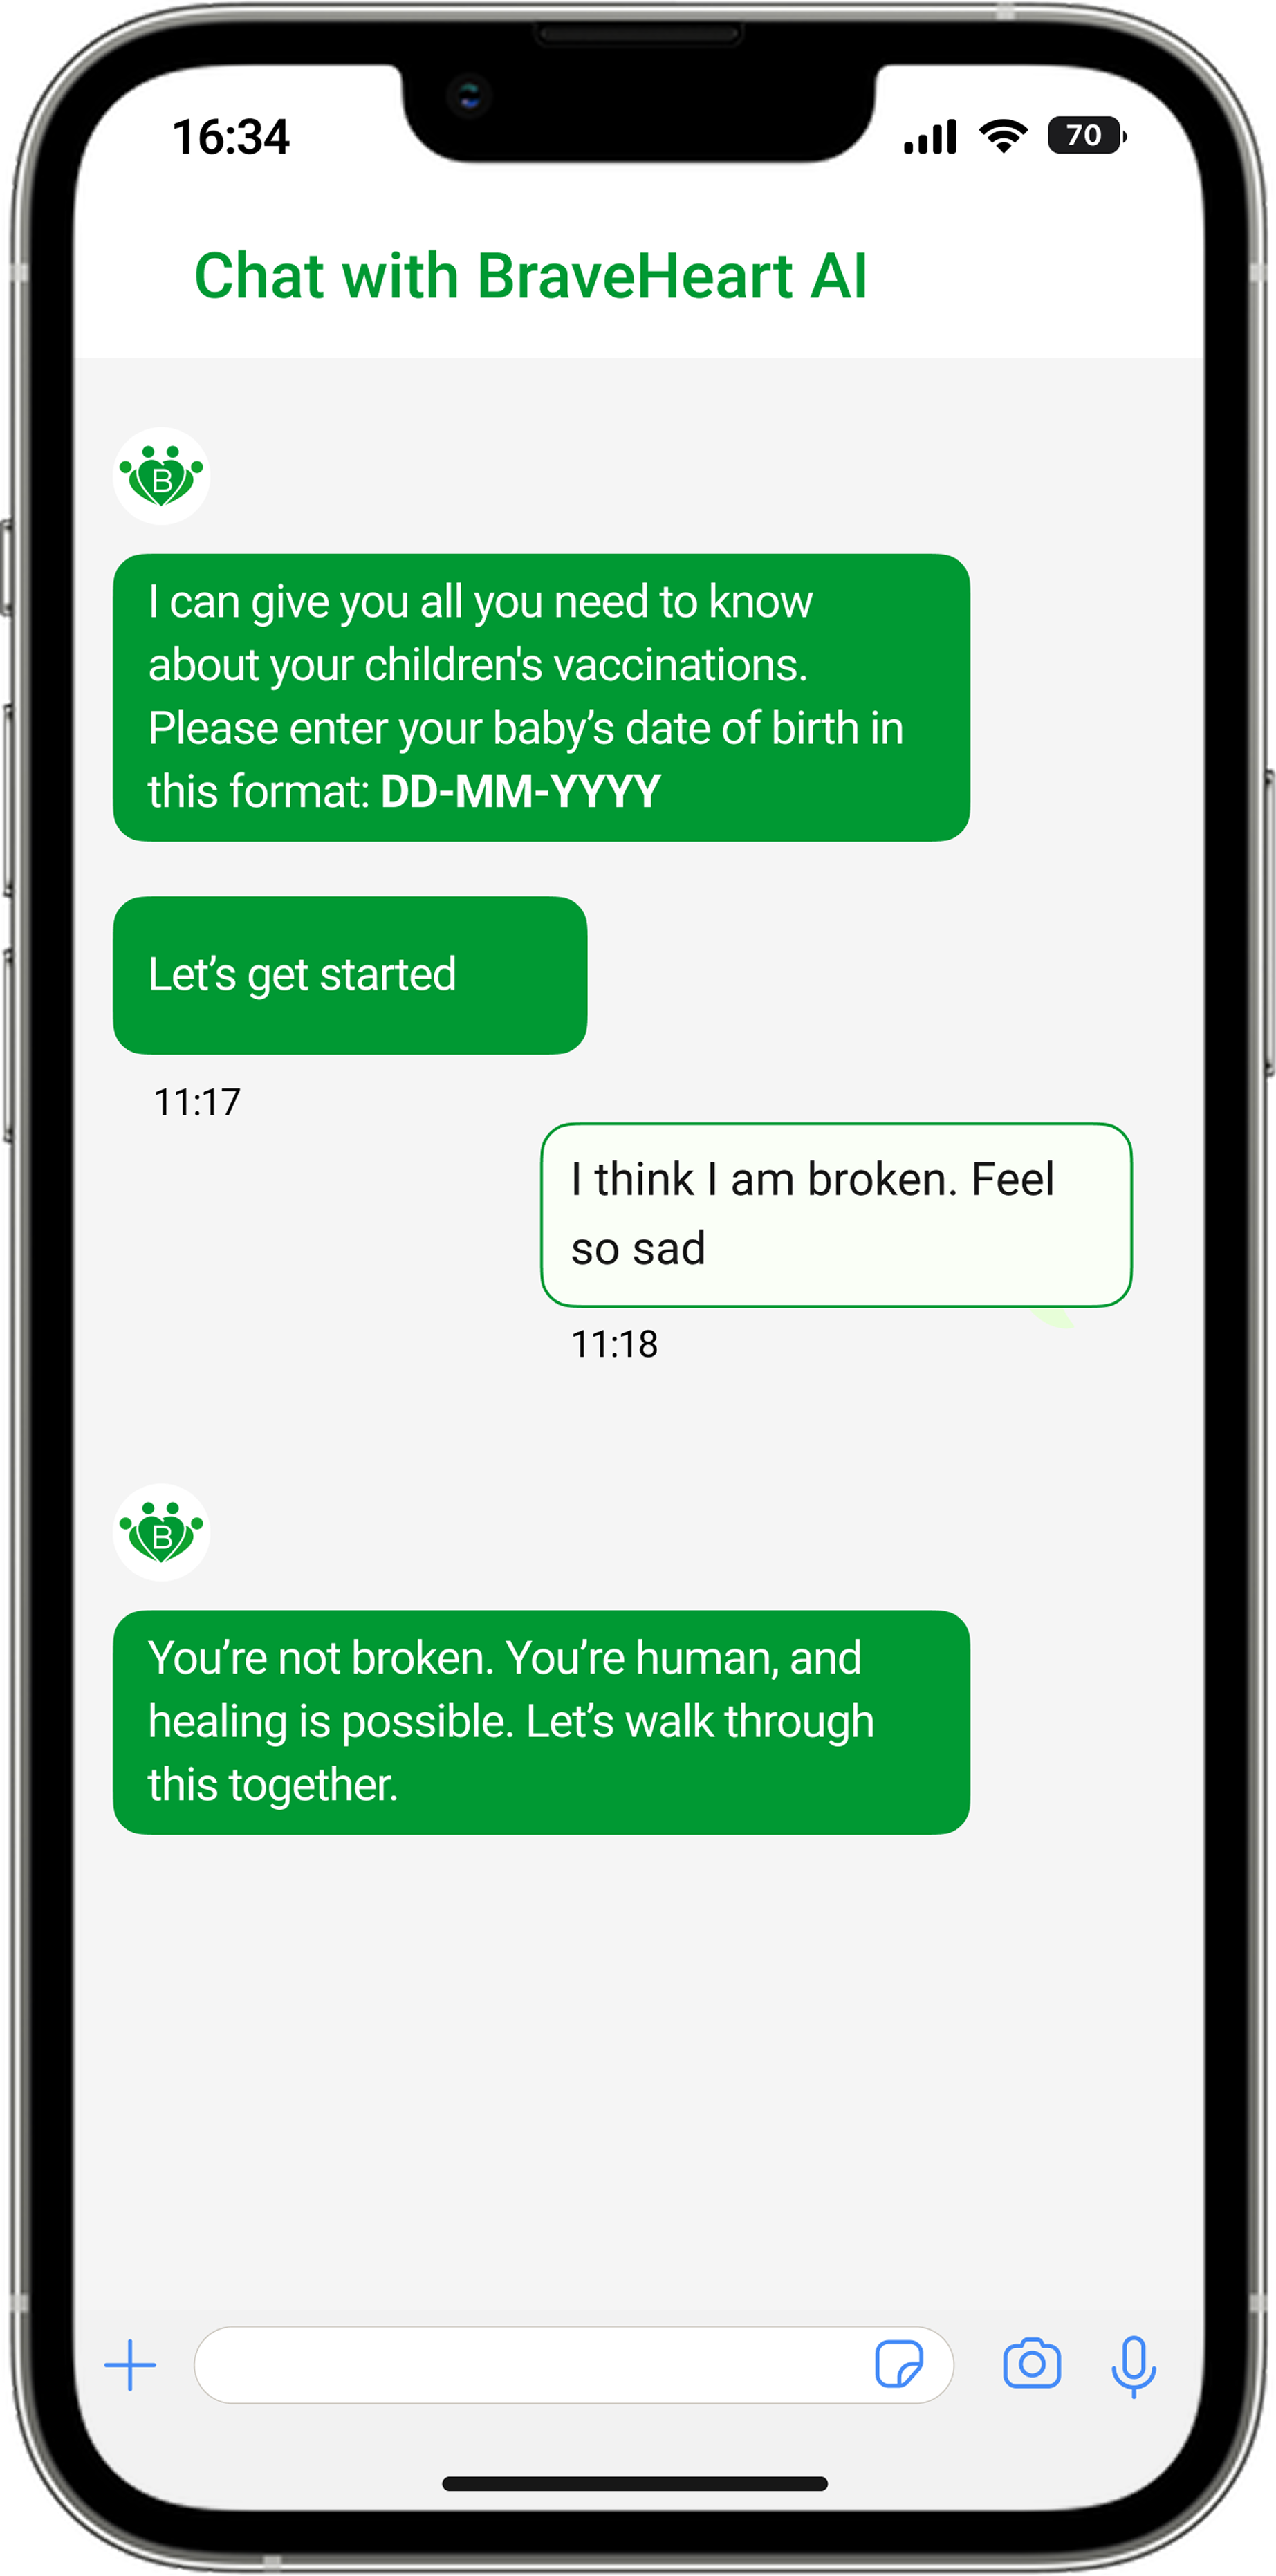 16:34
70
Chat with BraveHeart AI
B
I can give you all you need to know
about your children's vaccinations.
Please enter your baby’s date of birth in
this format: DD-MM-YYYY
Let’s get started
11:17
I think I am broken. Feel
so sad
11:18
B
You’re not broken. You’re human, and
healing is possible. Let’s walk through
this together.